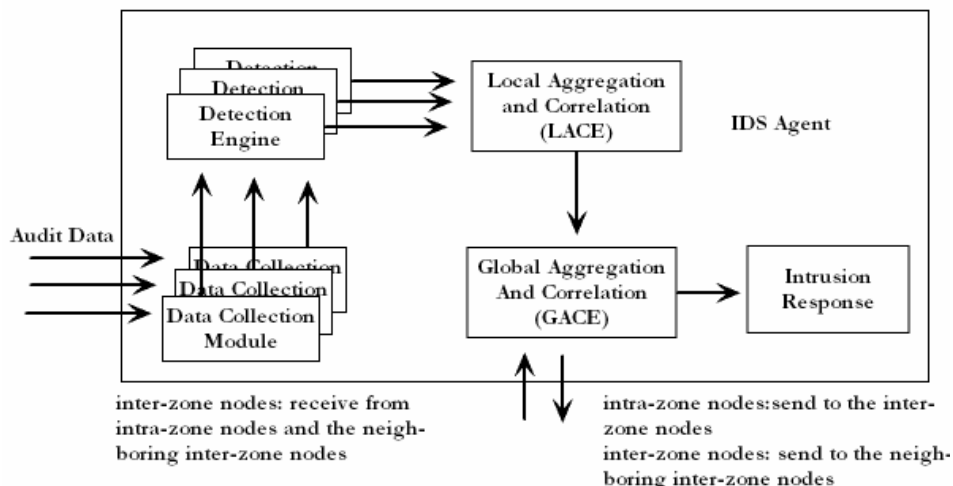 Detection
Detection
Detection
Engine
Local Aggregation
and Correlation
(LACE)
IDS Agent
Audit Data
Data Collection
Data Collection
Data Collection
Module
Global Aggregation
And Correlation
(GACE)
Intrusion
Response
inter-zone nodes: receive from
intra-zone nodes and the neigh-
boring inter-zone nodes
intra-zone nodes:send to the inter-
zone nodes
inter-zone nodes: send to the neigh-
boring inter-zone nodes